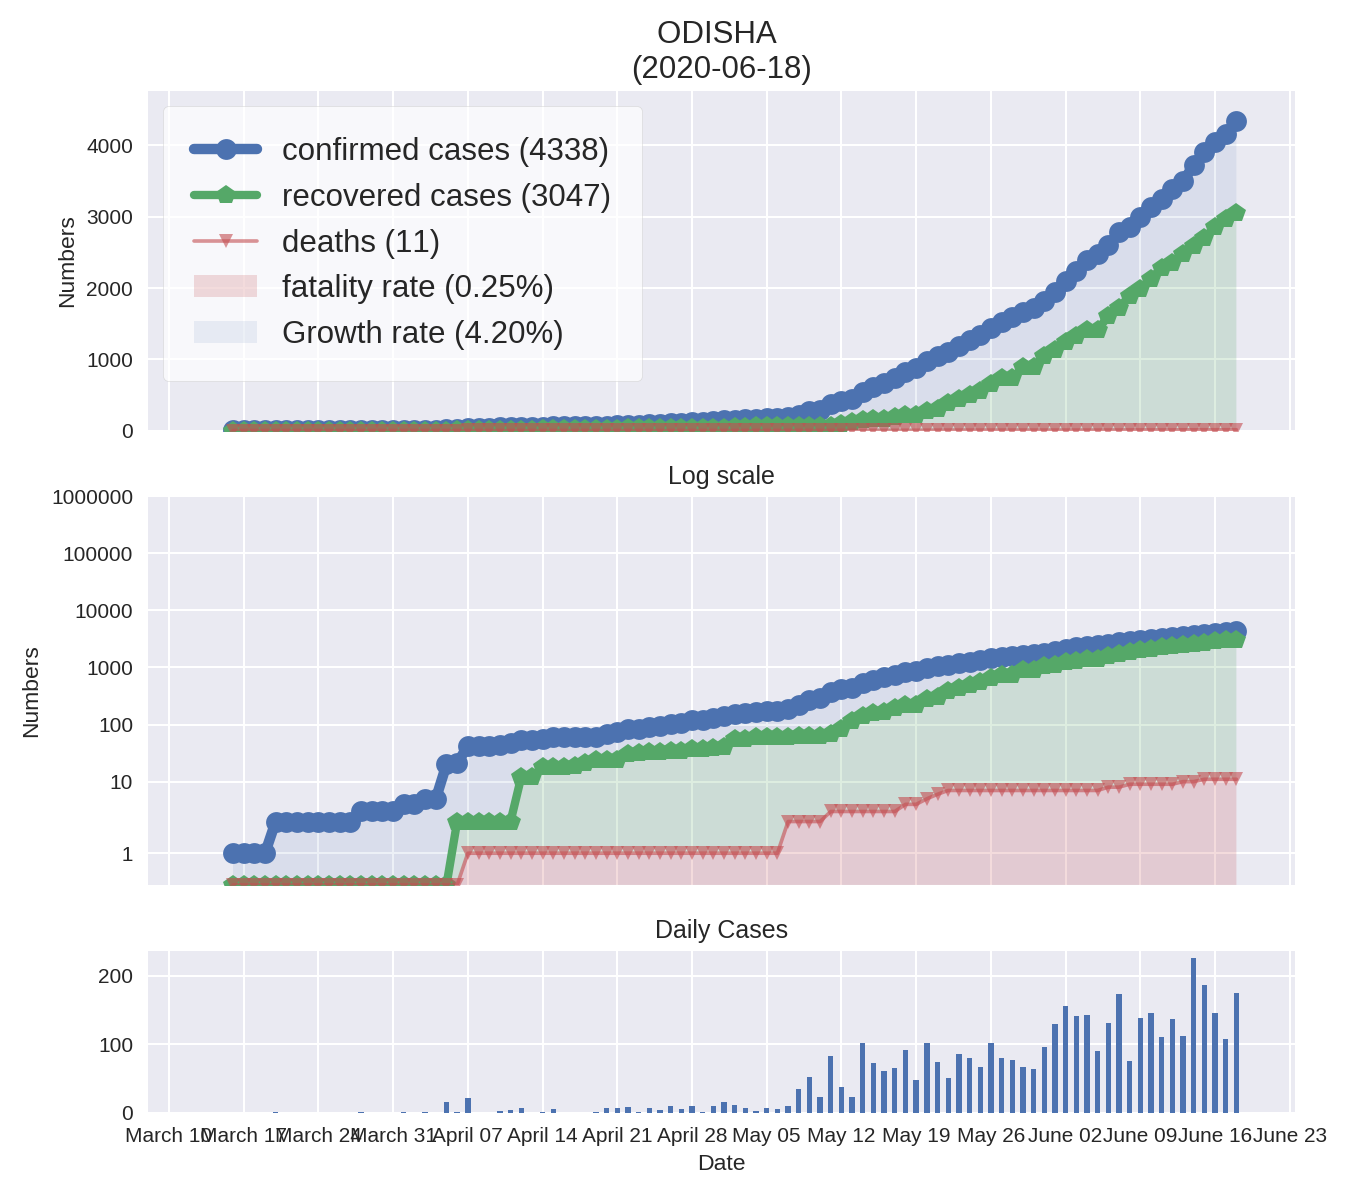 ODISHA
(2020-06-18)
confirmed cases (4338)
recovered cases (3047)
deaths (11)
fatality rate (0.25%)
Growth rate (4.20%)
Numbers
4000
3000
2000
1000
0
Log scale
Numbers
1000000
100000
10000
1000
100
10
1
Daily Cases
200
100
0
March 10 March 17 March 24 March 31 April 07 April 14 April 21 April 28 May 05 May 12 May 19 May 26 June 02 June 09 June 16 June 23
Date